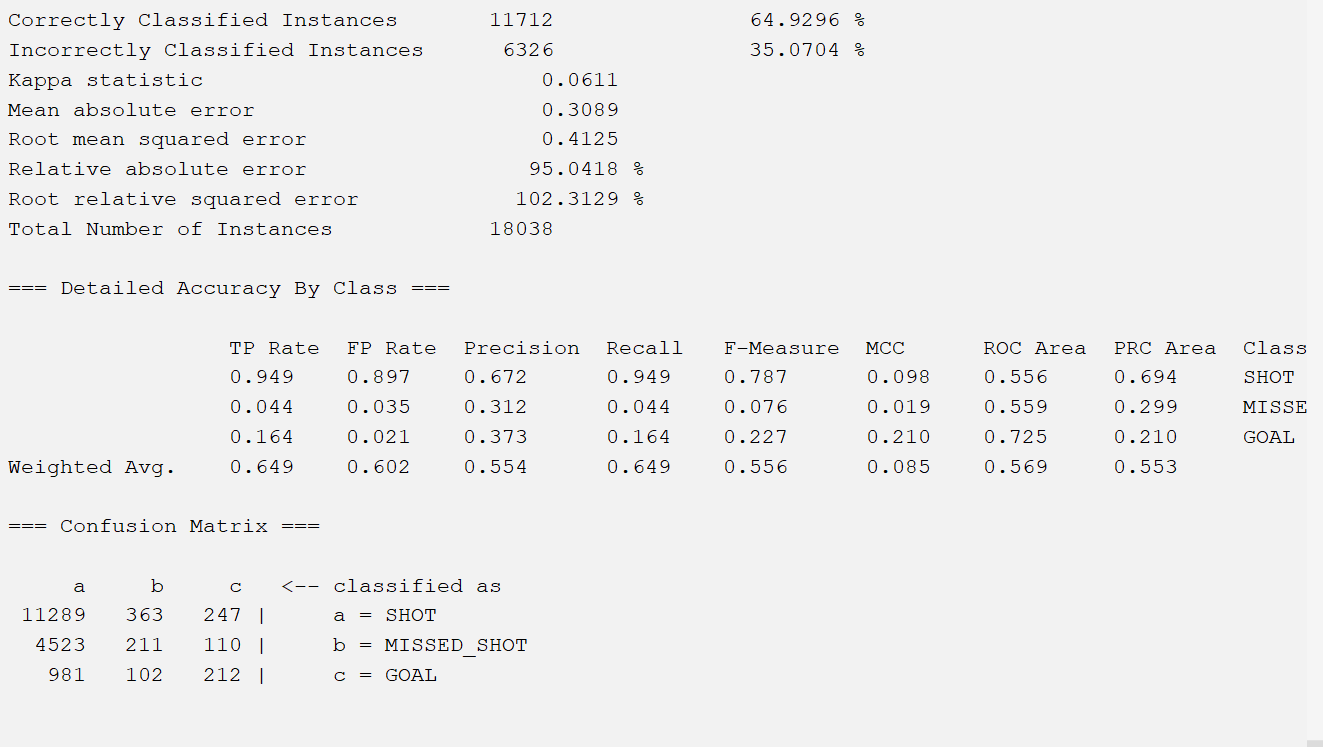 Correctly Classified Instances 11712 64.9296 %
Incorrectly Classified Instances 6326 35.0704 %
Kappa statistic 0.0611
Mean absolute error 0.3089
Root mean squared error 0.4125
Relative absolute error 95.0418 %
Root relative squared error 102.3129 %
Total Number of Instances 18038
=== Detailed Accuracy By Class ===
TP Rate FP Rate Precision Recall F-Measure MCC ROC Area PRC Area Class
0.949 0.897 0.672 0.949 0.787 0.098 0.556 0.694 SHOT
0.044 0.035 0.312 0.044 0.076 0.019 0.559 0.299 MISSE
0.164 0.021 0.373 0.164 0.227 0.210 0.725 0.210 GOAL
Weighted Avg. 0.649 0.602 0.554 0.649 0.556 0.085 0.569 0.553
=== Confusion Matrix ===
a b c <-- classified as
11289 363 247 | a = SHOT
4523 211 110 | b = MISSED_SHOT
981 102 212 | c = GOAL